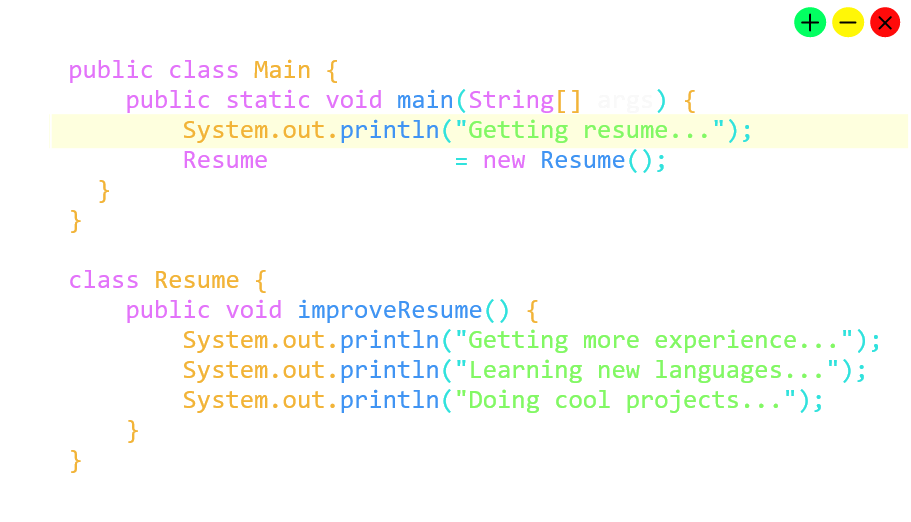 public class Main {
    public static void main(String[] args) {
        System.out.println("Getting resume...");
        Resume             = new Resume();
  }
}

class Resume {
    public void improveResume() {
        System.out.println("Getting more experience...");
        System.out.println("Learning new languages...");
        System.out.println("Doing cool projects...");
    }
}